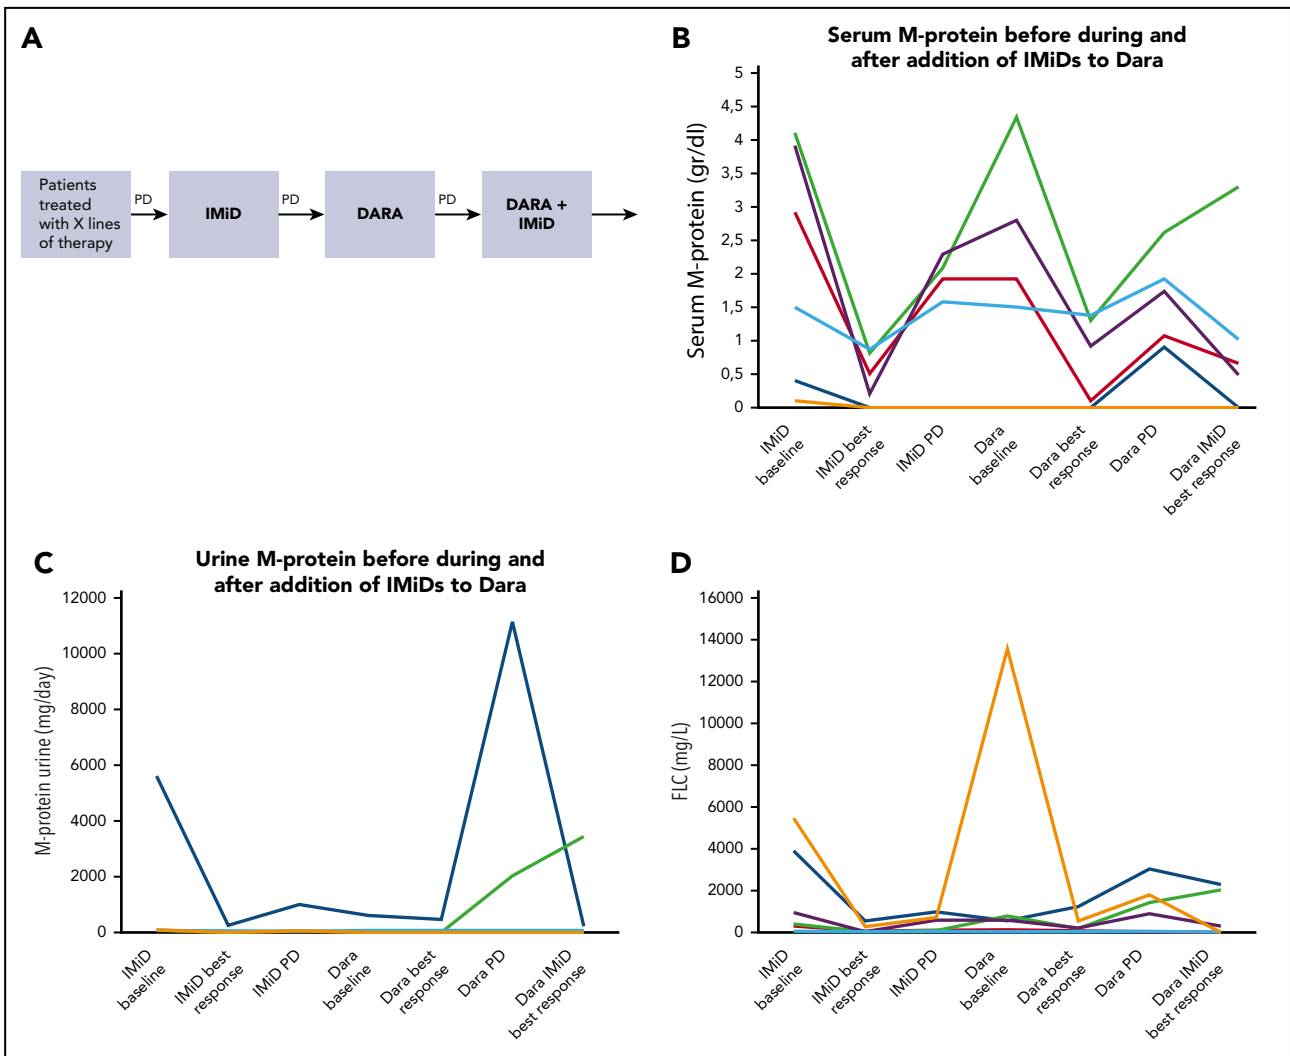 A
Patients
treated
with X lines
of therapy
PD
IMiD
PD
DARA
PD
DARA +
IMiD
B
Serum M-protein before during and
after addition of IMiDs to Dara
Serum M-protein (gr/dl)
5
4,5
4
3,5
3
2,5
2
1,5
1
0,5
0
IMiD
baseline
IMiD best
response
IMiD PD
Dara
baseline
Dara best
response
Dara PD
Dara IMiD
best response
C
Urine M-protein before during and
after addition of IMiDs to Dara
M-protein urine (mg/day)
12000
10000
8000
6000
4000
2000
0
IMiD
baseline
IMiD best
response
IMiD PD
Dara
baseline
Dara best
response
Dara PD
Dara IMiD
best response
D
FLC (mg/L)
16000
14000
12000
10000
8000
6000
4000
2000
0
IMiD
baseline
IMiD best
response
IMiD PD
Dara
baseline
Dara best
response
Dara PD
Dara IMiD
best response